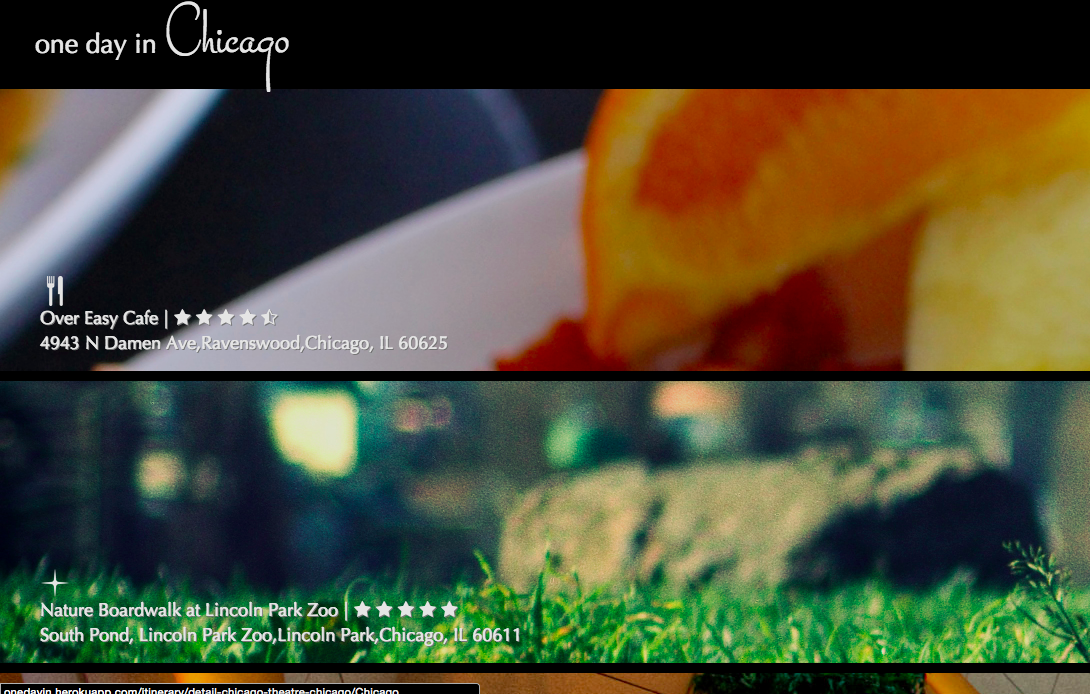 one day in Chicago
Over Easy Cafe |
4943 N Damen Ave,Ravenswood,Chicago, IL 60625
Nature Boardwalk at Lincoln Park Zoo |
South Pond, Lincoln Park Zoo,Lincoln Park,Chicago, IL 60611
onedayin.herokuapp.com/itinerary/detail-chicago-theatre-chicago/Chicago